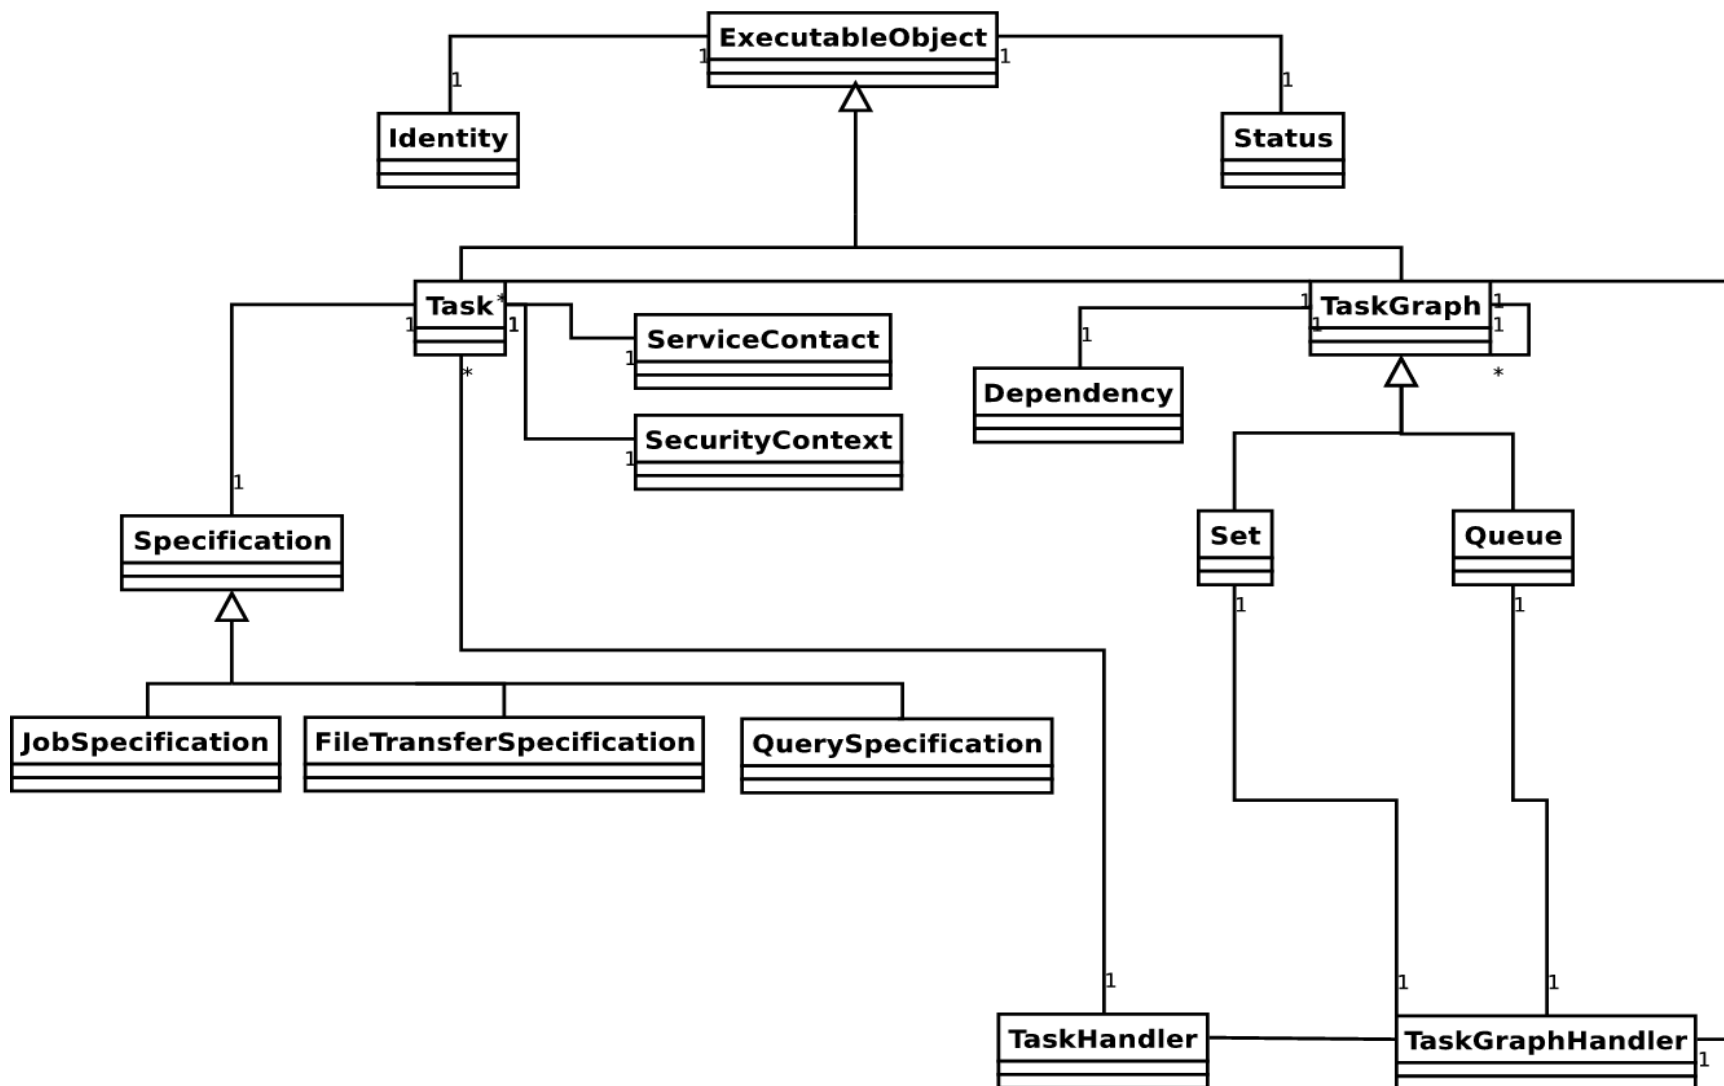 ExecutableObject
1 1
1 1
Identity Status
Task * TaskGraph
1 1 1 1 1 1
ServiceContact
1
1
*
*
Dependency
SecurityContext
1
1
Specification Set Queue
1 1
JobSpecification FileTransferSpecification QuerySpecification
1 1 1
TaskHandler TaskGraphHandler
1